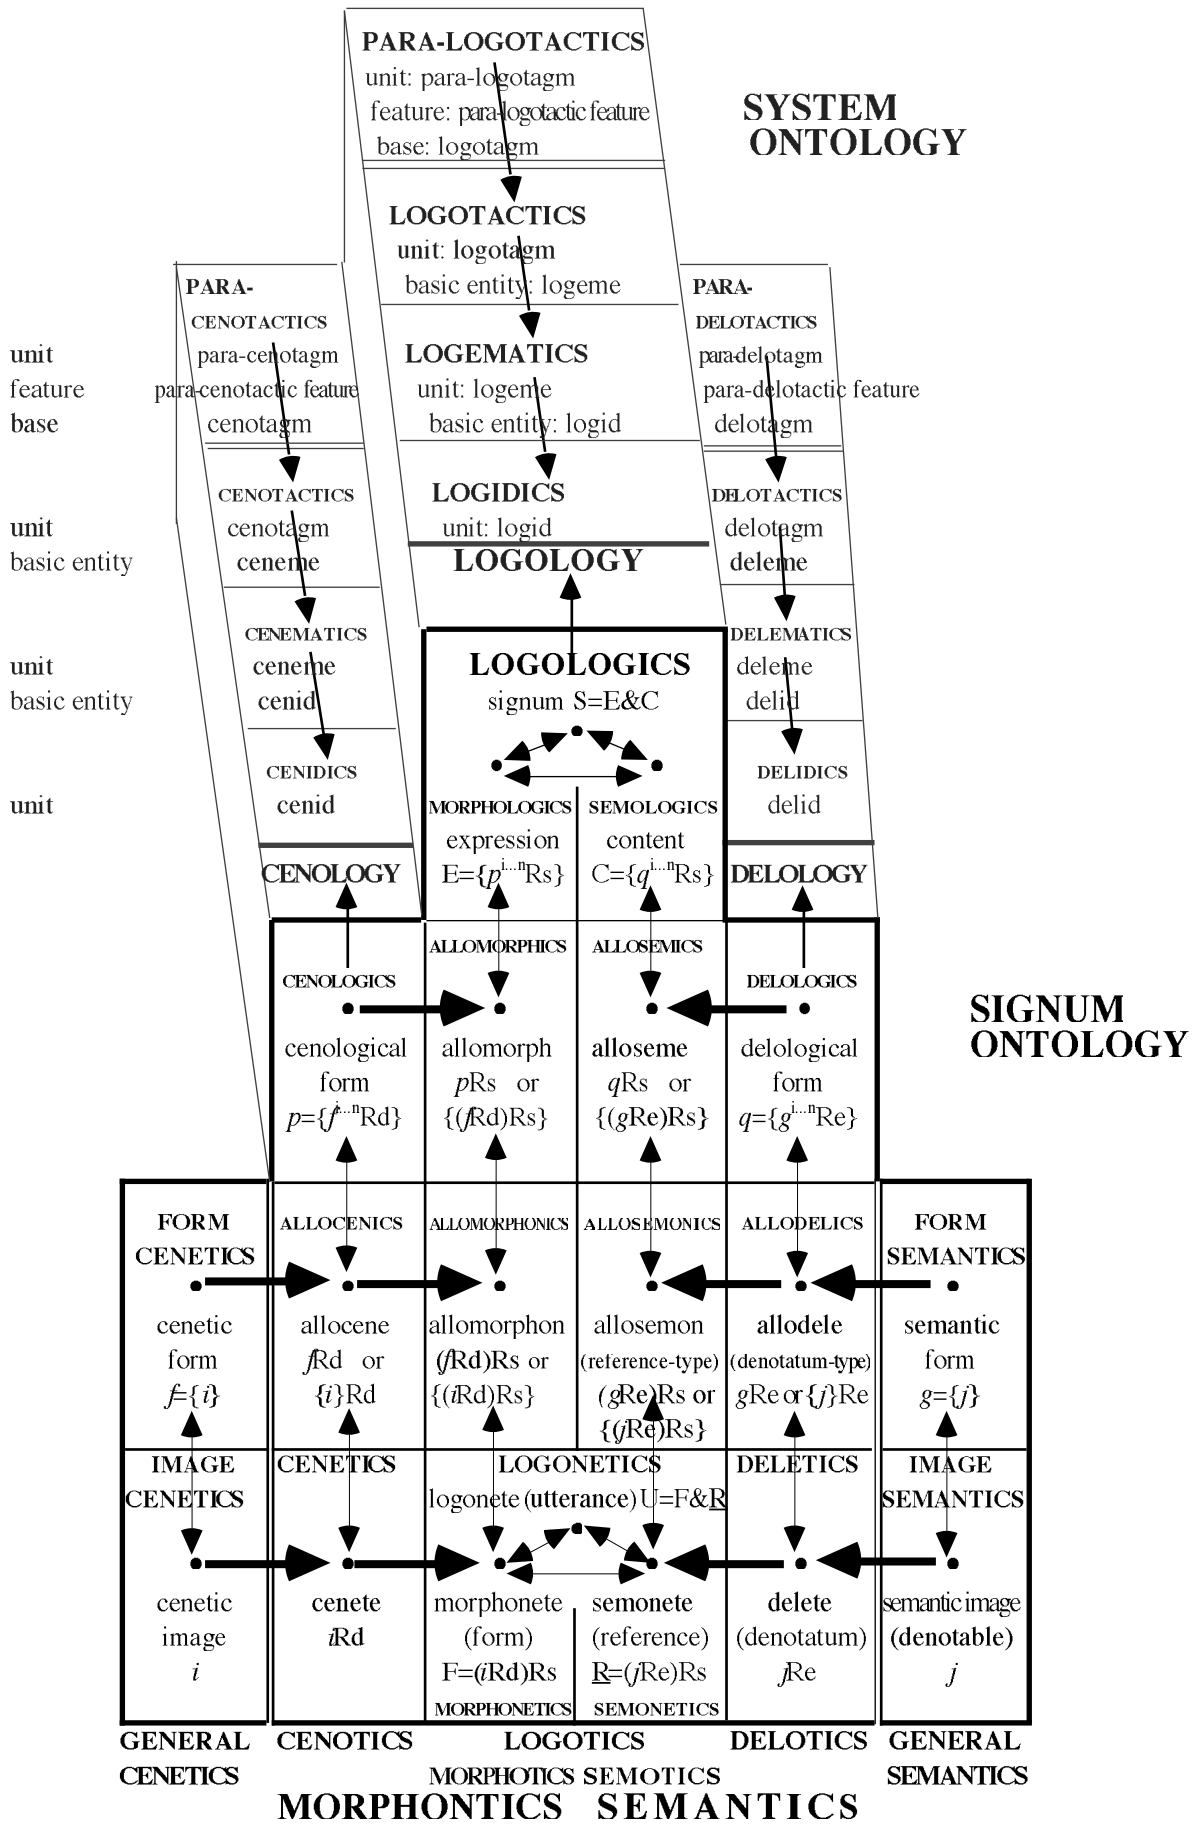 PARA-LOGOTACTICS
unit: para-logotagm
feature: para-logotactic feature
base: logotagm
SYSTEM
ONTOLOGY
LOGOTACTICS
unit: logotagm
basic entity: logeme
PARA-
CENOTACTICS
unit
para-cenotagm
feature
para-cenotactic feature
base
cenotagm
LOGEMATICS
unit: logeme
basic entity: logid
PARA-
DELOTACTICS
para-delotagm
para-delotactic feature
delotagm
CENOTACTICS
unit
cenotagm
basic entity
ceneme
LOGIDICS
unit: logid
LOGOLOGY
DELOTACTICS
delotagm
deleme
CENEMATICS
unit
ceneme
basic entity
cenid
LOGOLOGICS
signum S=E&C
DELEMATICS
deleme
delid
CENIDICS
unit
cenid
DELIDICS
delid
MORPHOLOGICS
expression
E={p^i...n Rs}
SEMOLOGICS
content
C={q^i...n Rs}
CENOLOGY
DELOLOGY
CENOLOGICS
cenological
form
p={f^i...n Rd}
ALLOMORPHICS
allomorph
pRs or
{(fRd)Rs}
ALLOSEMICS
alloseme
qRs or
{(gRe)Rs}
DELOLOGICS
delological
form
q={g^i...n Re}
SIGNUM
ONTOLOGY
FORM
CENETICS
cenetic
form
f={i}
ALLOCENICS
allocene
fRd or
{i}Rd
ALLOMORPHONICS
allomorphon
(fRd)Rs or
{(iRd)Rs}
ALLOSEMONICS
allosemon
(reference-type)
(gRe)Rs or
{(jRe)Rs}
ALLODELICS
allodele
(denotatum-type)
gRe or {j}Re
FORM
SEMANTICS
semantic
form
g={j}
IMAGE
CENETICS
cenetic
image
i
CENETICS
cenete
iRd
LOGONETICS
logonete (utterance) U=F&R
morphonete
(form)
F=(iRd)Rs
MORPHONETICS
semonete
(reference)
R=(jRe)Rs
SEMONETICS
DELETICS
delete
(denotatum)
jRe
IMAGE
SEMANTICS
semantic image
(denotable)
j
GENERAL
CENETICS
CENOTICS
LOGOTICS
MORPHOTICS SEMOTICS
DELOTICS
GENERAL
SEMANTICS
MORPHONTICS SEMANTICS